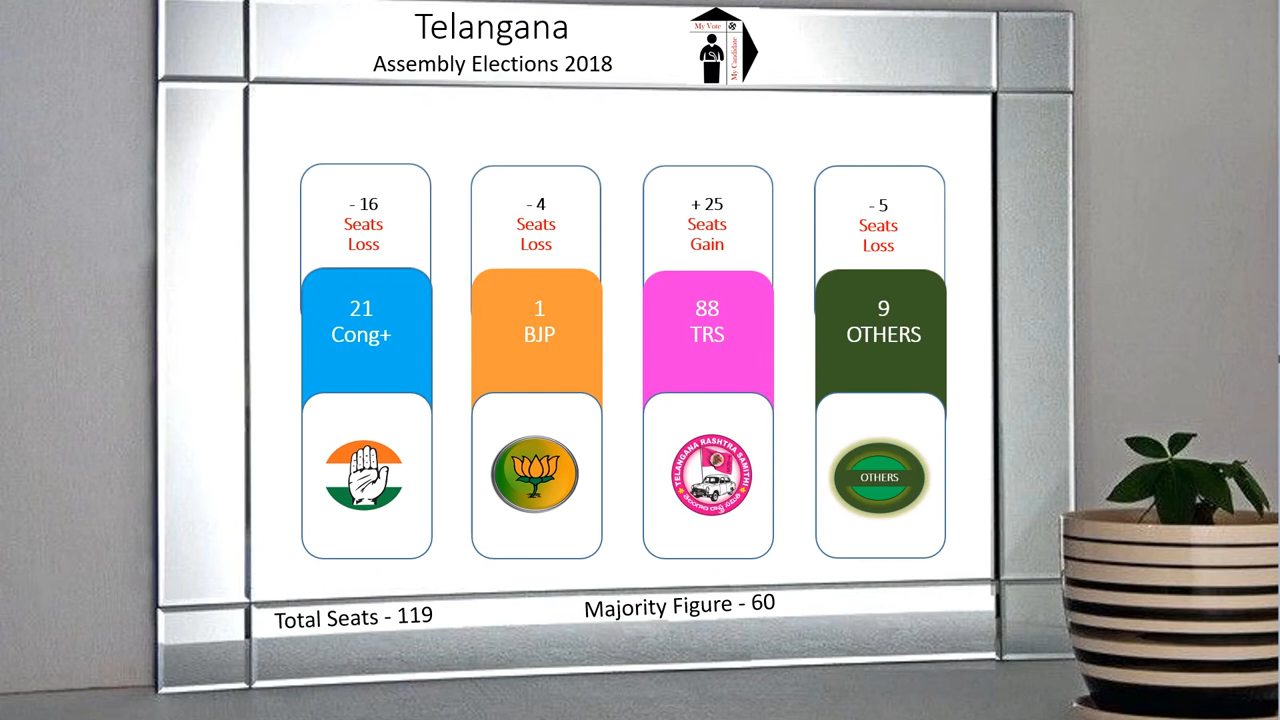 Telangana
Assembly Elections 2018
My Vote
My Candidate
- 16
Seats
Loss
- 4
Seats
Loss
+ 25
Seats
Gain
- 5
Seats
Loss
21
Cong+
1
BJP
88
TRS
9
OTHERS
TELANGANA RASHTRA SAMITHI
OTHERS
Total Seats - 119
Majority Figure - 60